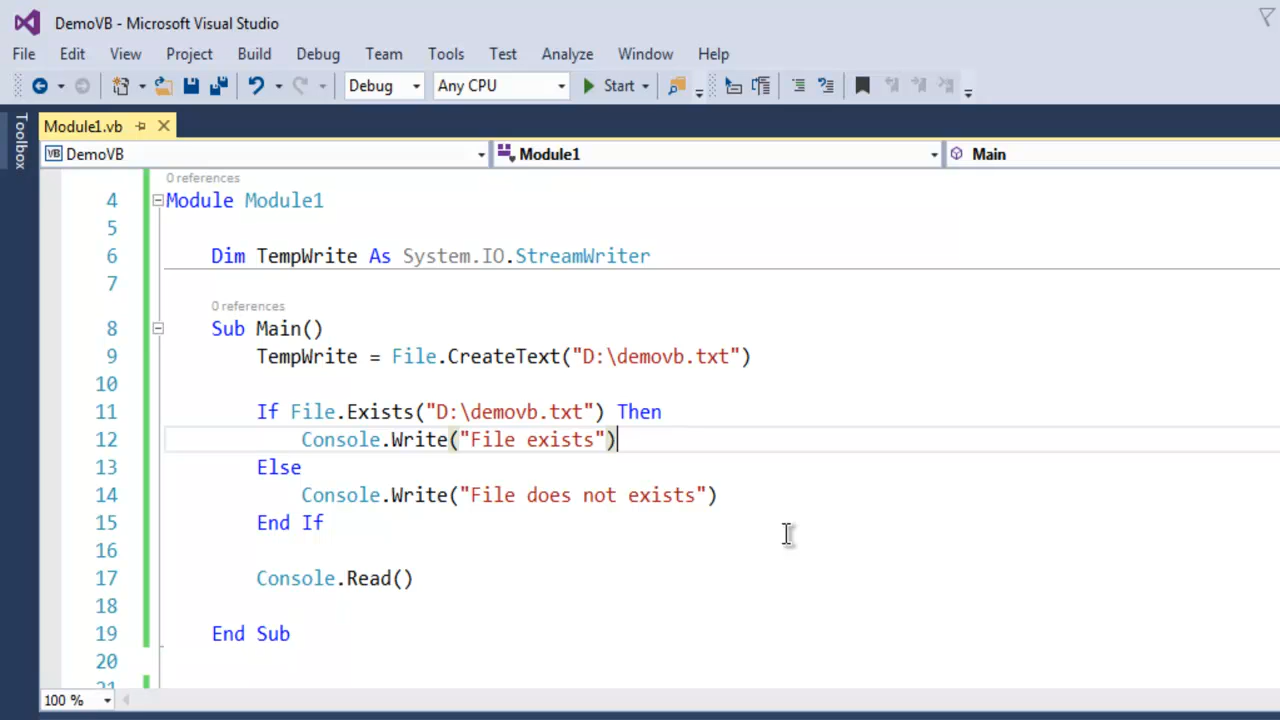 DemoVB - Microsoft Visual Studio
File Edit View Project Build Debug Team Tools Test Analyze Window Help
Debug Any CPU Start
Toolbox
Module1.vb
VB DemoVB Module1 Main
0 references
4 Module Module1
5
6 Dim TempWrite As System.IO.StreamWriter
7
0 references
8 Sub Main()
9 TempWrite = File.CreateText("D:\demovb.txt")
10
11 If File.Exists("D:\demovb.txt") Then
12 Console.Write("File exists")
13 Else
14 Console.Write("File does not exists")
15 End If
16
17 Console.Read()
18
19 End Sub
20
21
100 %